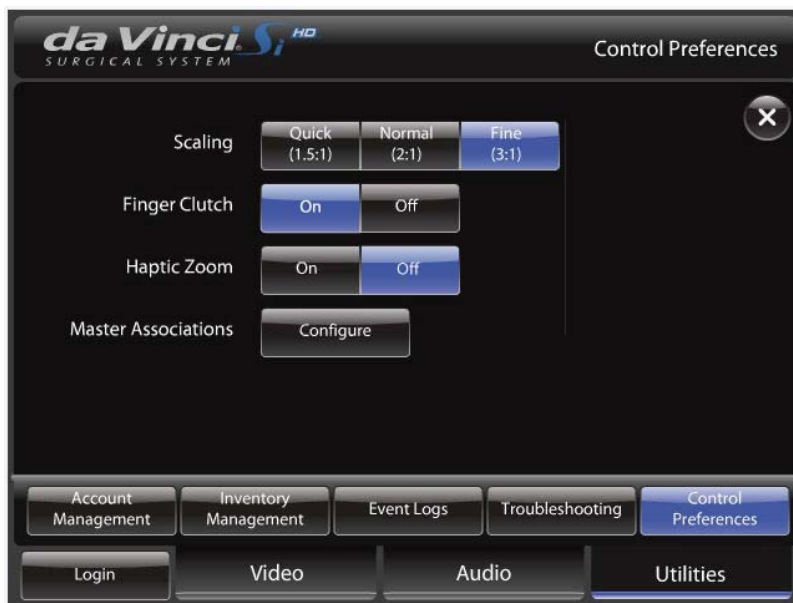 da Vinci Si HD
SURGICAL SYSTEM
Control Preferences
Scaling
Quick
(1.5:1)
Normal
(2:1)
Fine
(3:1)
Finger Clutch
On
Off
Haptic Zoom
On
Off
Master Associations
Configure
Account
Management
Inventory
Management
Event Logs
Troubleshooting
Control
Preferences
Login
Video
Audio
Utilities